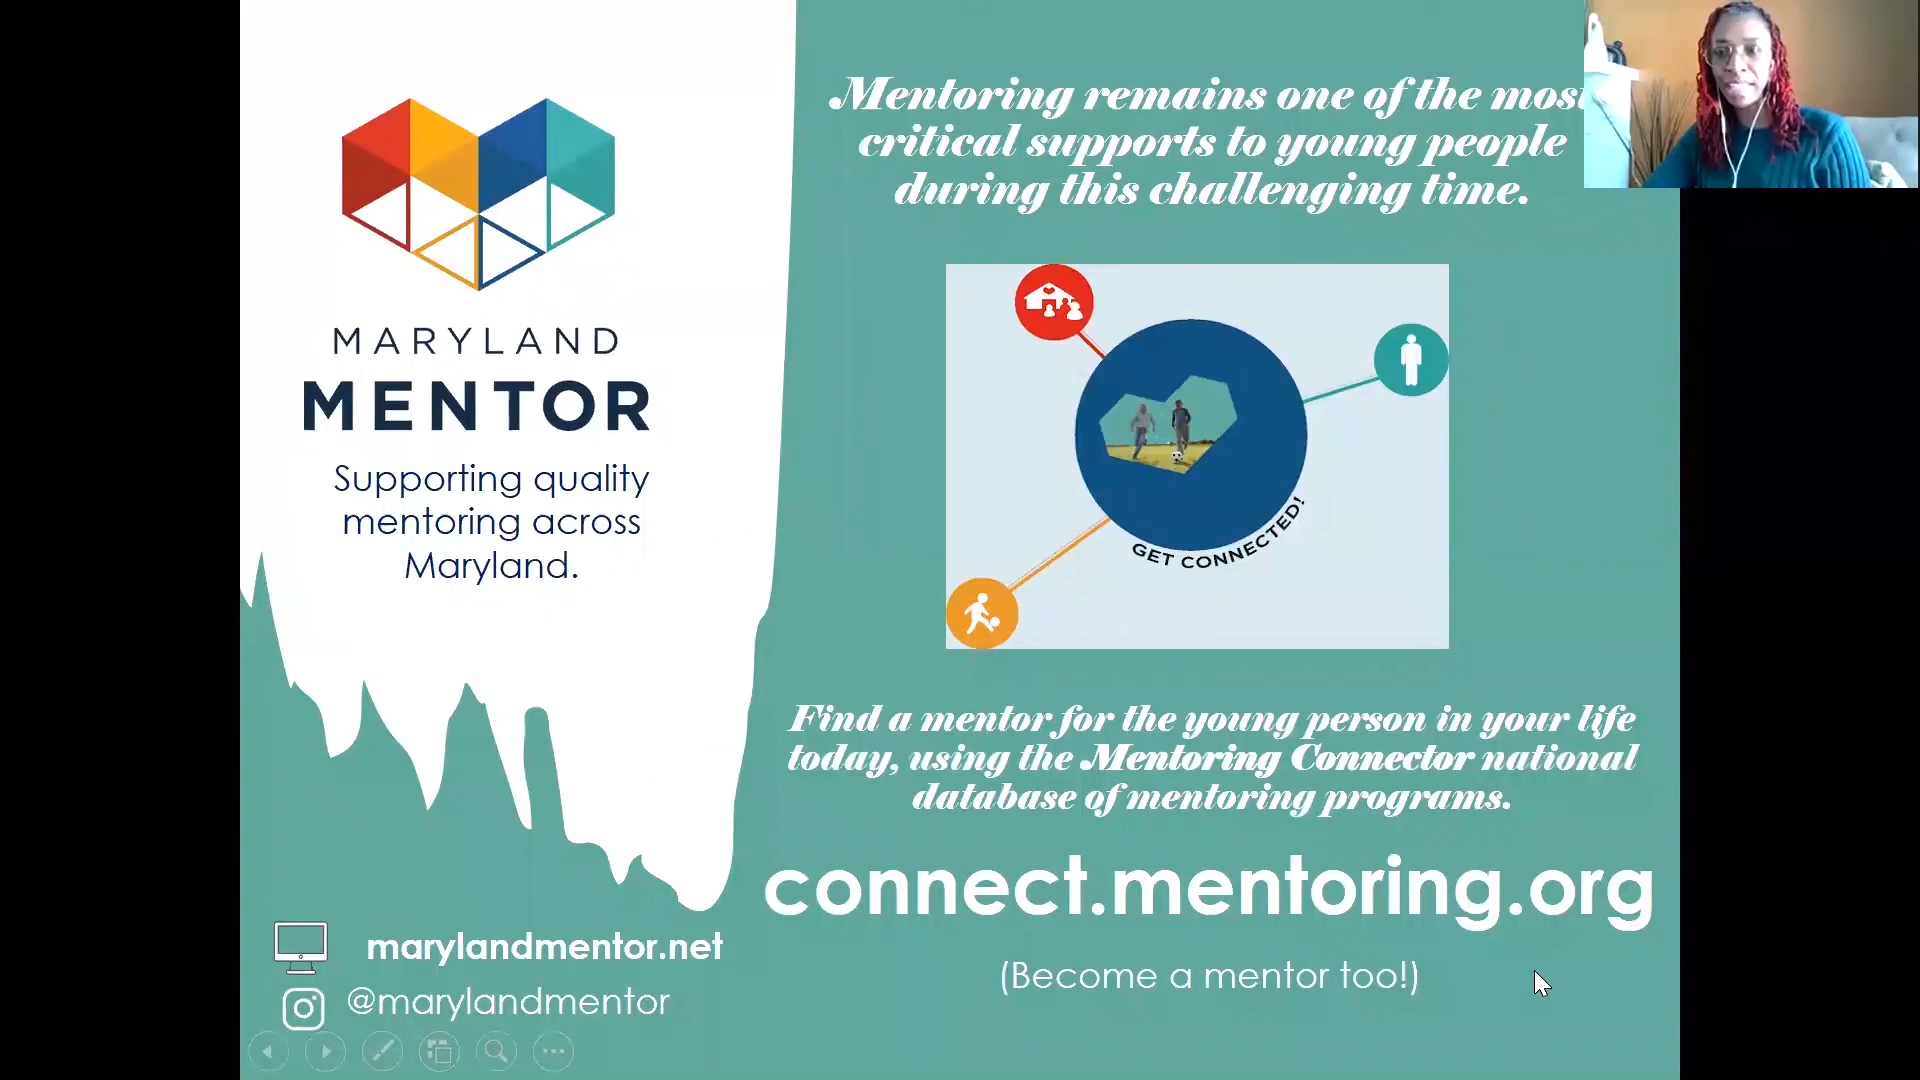 MARYLAND
MENTOR
Supporting quality
mentoring across
Maryland.
marylandmentor.net
@marylandmentor
Mentoring remains one of the most
critical supports to young people
during this challenging time.
GET CONNECTED!
Find a mentor for the young person in your life
today, using the Mentoring Connector national
database of mentoring programs.
connect.mentoring.org
(Become a mentor too!)